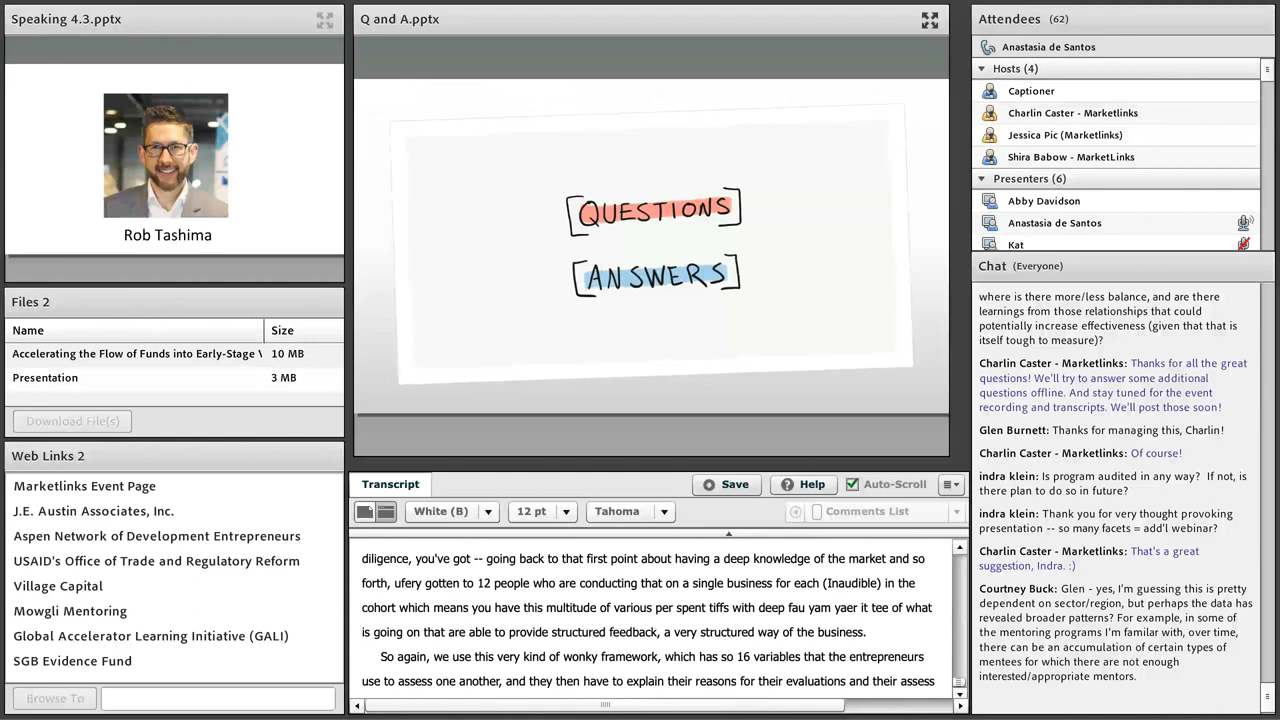 Speaking 4.3.pptx
Rob Tashima
Files 2
Name Size
Accelerating the Flow of Funds into Early-Stage 10 MB
Presentation 3 MB
Download File(s)
Web Links 2
Marketlinks Event Page
J.E. Austin Associates, Inc.
Aspen Network of Development Entrepreneurs
USAID's Office of Trade and Regulatory Reform
Village Capital
Mowgli Mentoring
Global Accelerator Learning Initiative (GALI)
SGB Evidence Fund
Browse To
Q and A.pptx
[QUESTIONS]
[ANSWERS]
Transcript Save Help Auto-Scroll
White (B) 12 pt Tahoma Comments List
diligence, you've got -- going back to that first point about having a deep knowledge of the market and so
forth, ufery gotten to 12 people who are conducting that on a single business for each (Inaudible) in the
cohort which means you have this multitude of various per spent tiffs with deep fau yam yaer it tee of what
is going on that are able to provide structured feedback, a very structured way of the business.
So again, we use this very kind of wonky framework, which has so 16 variables that the entrepreneurs
use to assess one another, and they then have to explain their reasons for their evaluations and their assess
Attendees (62)
Anastasia de Santos
Hosts (4)
Captioner
Charlin Caster - Marketlinks
Jessica Pic (Marketlinks)
Shira Babow - MarketLinks
Presenters (6)
Abby Davidson
Anastasia de Santos
Kat
Chat (Everyone)
where is there more/less balance, and are there
learnings from those relationships that could
potentially increase effectiveness (given that that is
itself tough to measure)?
Charlin Caster - Marketlinks: Thanks for all the great
questions! We'll try to answer some additional
questions offline. And stay tuned for the event
recording and transcripts. We'll post those soon!
Glen Burnett: Thanks for managing this, Charlin!
Charlin Caster - Marketlinks: Of course!
indra klein: Is program audited in any way? If not, is
there plan to do so in future?
indra klein: Thank you for very thought provoking
presentation -- so many facets = add'l webinar?
Charlin Caster - Marketlinks: That's a great
suggestion, Indra. :)
Courtney Buck: Glen - yes, I'm guessing this is pretty
dependent on sector/region, but perhaps the data has
revealed broader patterns? For example, in some of
the mentoring programs I'm familar with, over time,
there can be an accumulation of certain types of
mentees for which there are not enough
interested/appropriate mentors.